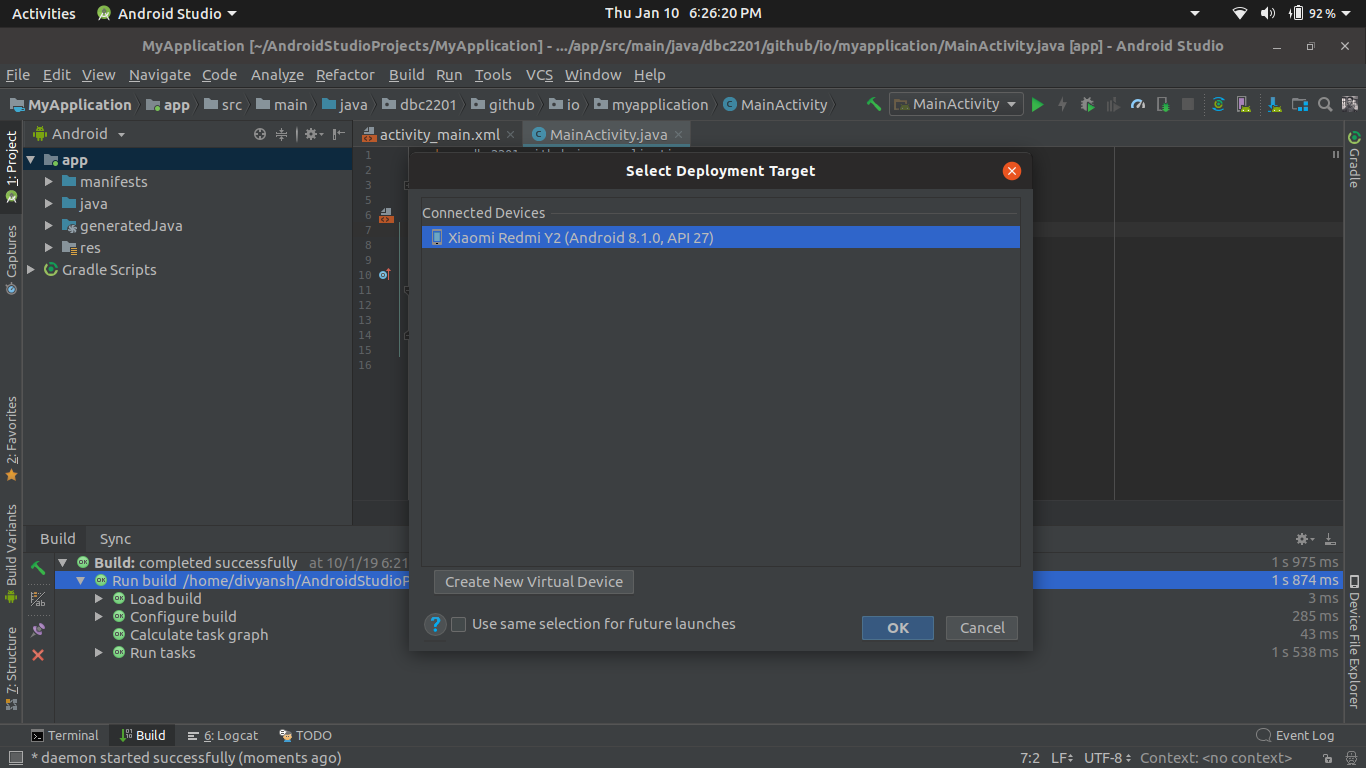 Activities Android Studio Thu Jan 10 6:26:20 PM 92 %
MyApplication [~/AndroidStudioProjects/MyApplication] - .../app/src/main/java/dbc2201/github/io/myapplication/MainActivity.java [app] - Android Studio
File Edit View Navigate Code Analyze Refactor Build Run Tools VCS Window Help
MyApplication app src main java dbc2201 github io myapplication MainActivity MainActivity
Android
activity_main.xml MainActivity.java
1: Project
Captures
2: Favorites
Build Variants
7: Structure
app
manifests
java
generatedJava
res
Gradle Scripts
1
2
3
5
6
7
8
9
10
11
12
13
14
15
16
Select Deployment Target
Connected Devices
Xiaomi Redmi Y2 (Android 8.1.0, API 27)
Create New Virtual Device
? Use same selection for future launches
OK Cancel
Gradle
Device File Explorer
Build Sync
Build: completed successfully at 10/1/19 6:21 1 s 975 ms
Run build /home/divyansh/AndroidStudioP 1 s 874 ms
Load build 3 ms
Configure build 285 ms
Calculate task graph 43 ms
Run tasks 1 s 538 ms
Terminal Build 6: Logcat TODO Event Log
* daemon started successfully (moments ago) 7:2 LF UTF-8 Context: <no context>